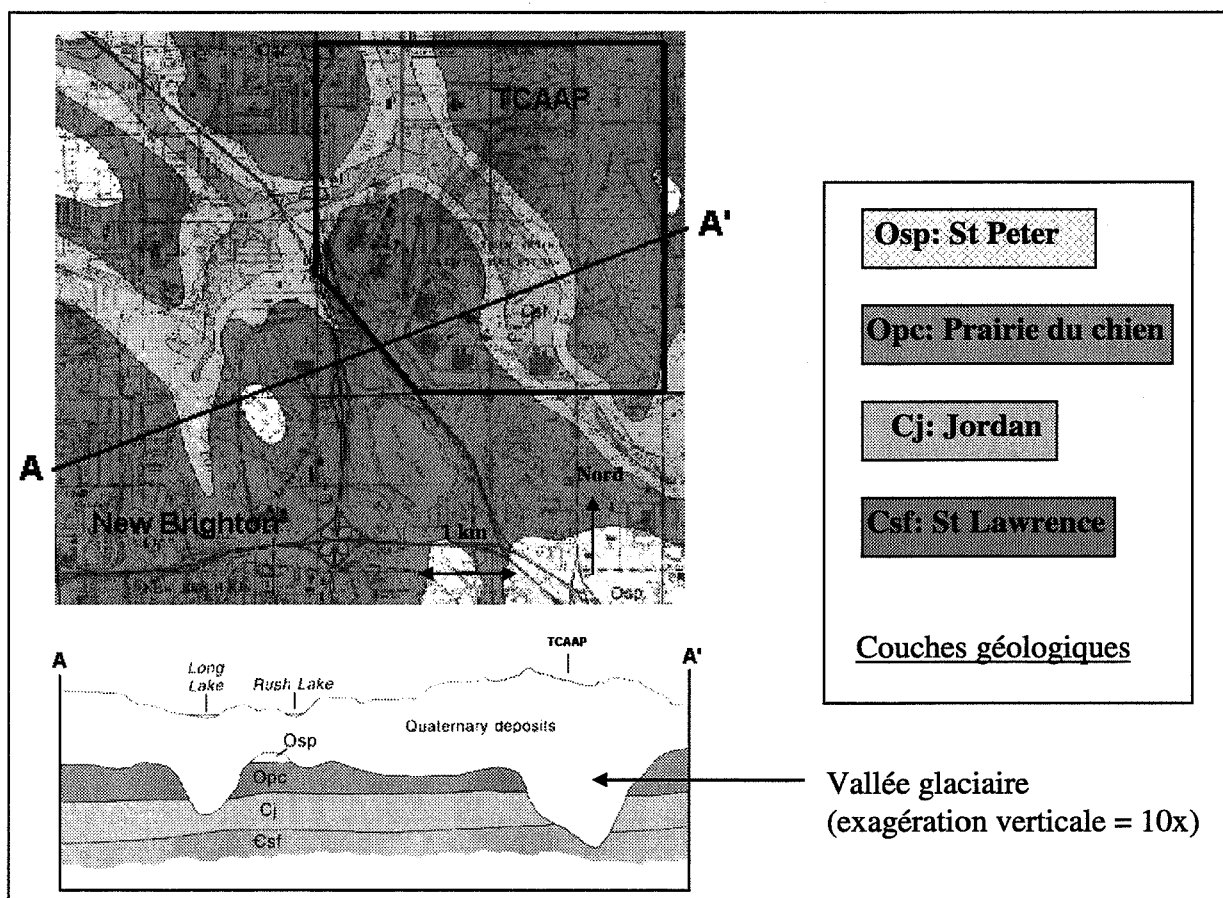 TCAAP
A'
Csf
A
Nord
New Brighton
1 km
Osp
Osp: St Peter
Opc: Prairie du chien
Cj: Jordan
Csf: St Lawrence
Couches géologiques
A
Long
Lake
Rush Lake
TCAAP
A'
Quaternary deposits
Osp
Opc
Cj
Csf
Vallée glaciaire
(exagération verticale = 10x)